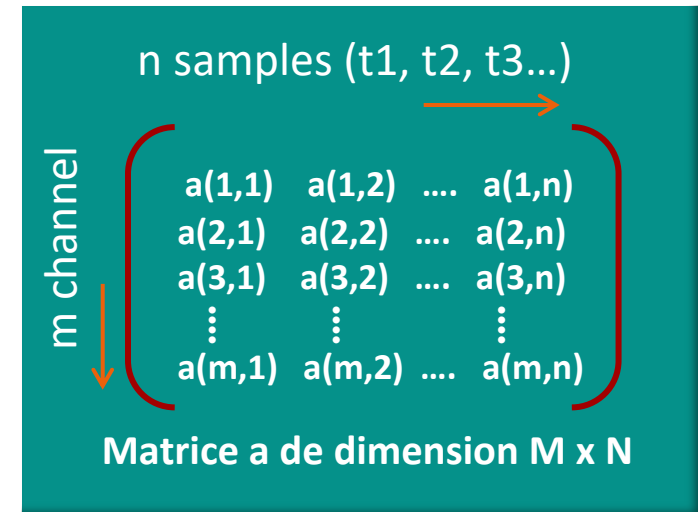 n samples (t1, t2, t3...)
m channel
a(1,1) a(1,2) .... a(1,n)
a(2,1) a(2,2) .... a(2,n)
a(3,1) a(3,2) .... a(3,n)
⋮ ⋮ ⋮
a(m,1) a(m,2) .... a(m,n)
Matrice a de dimension M x N